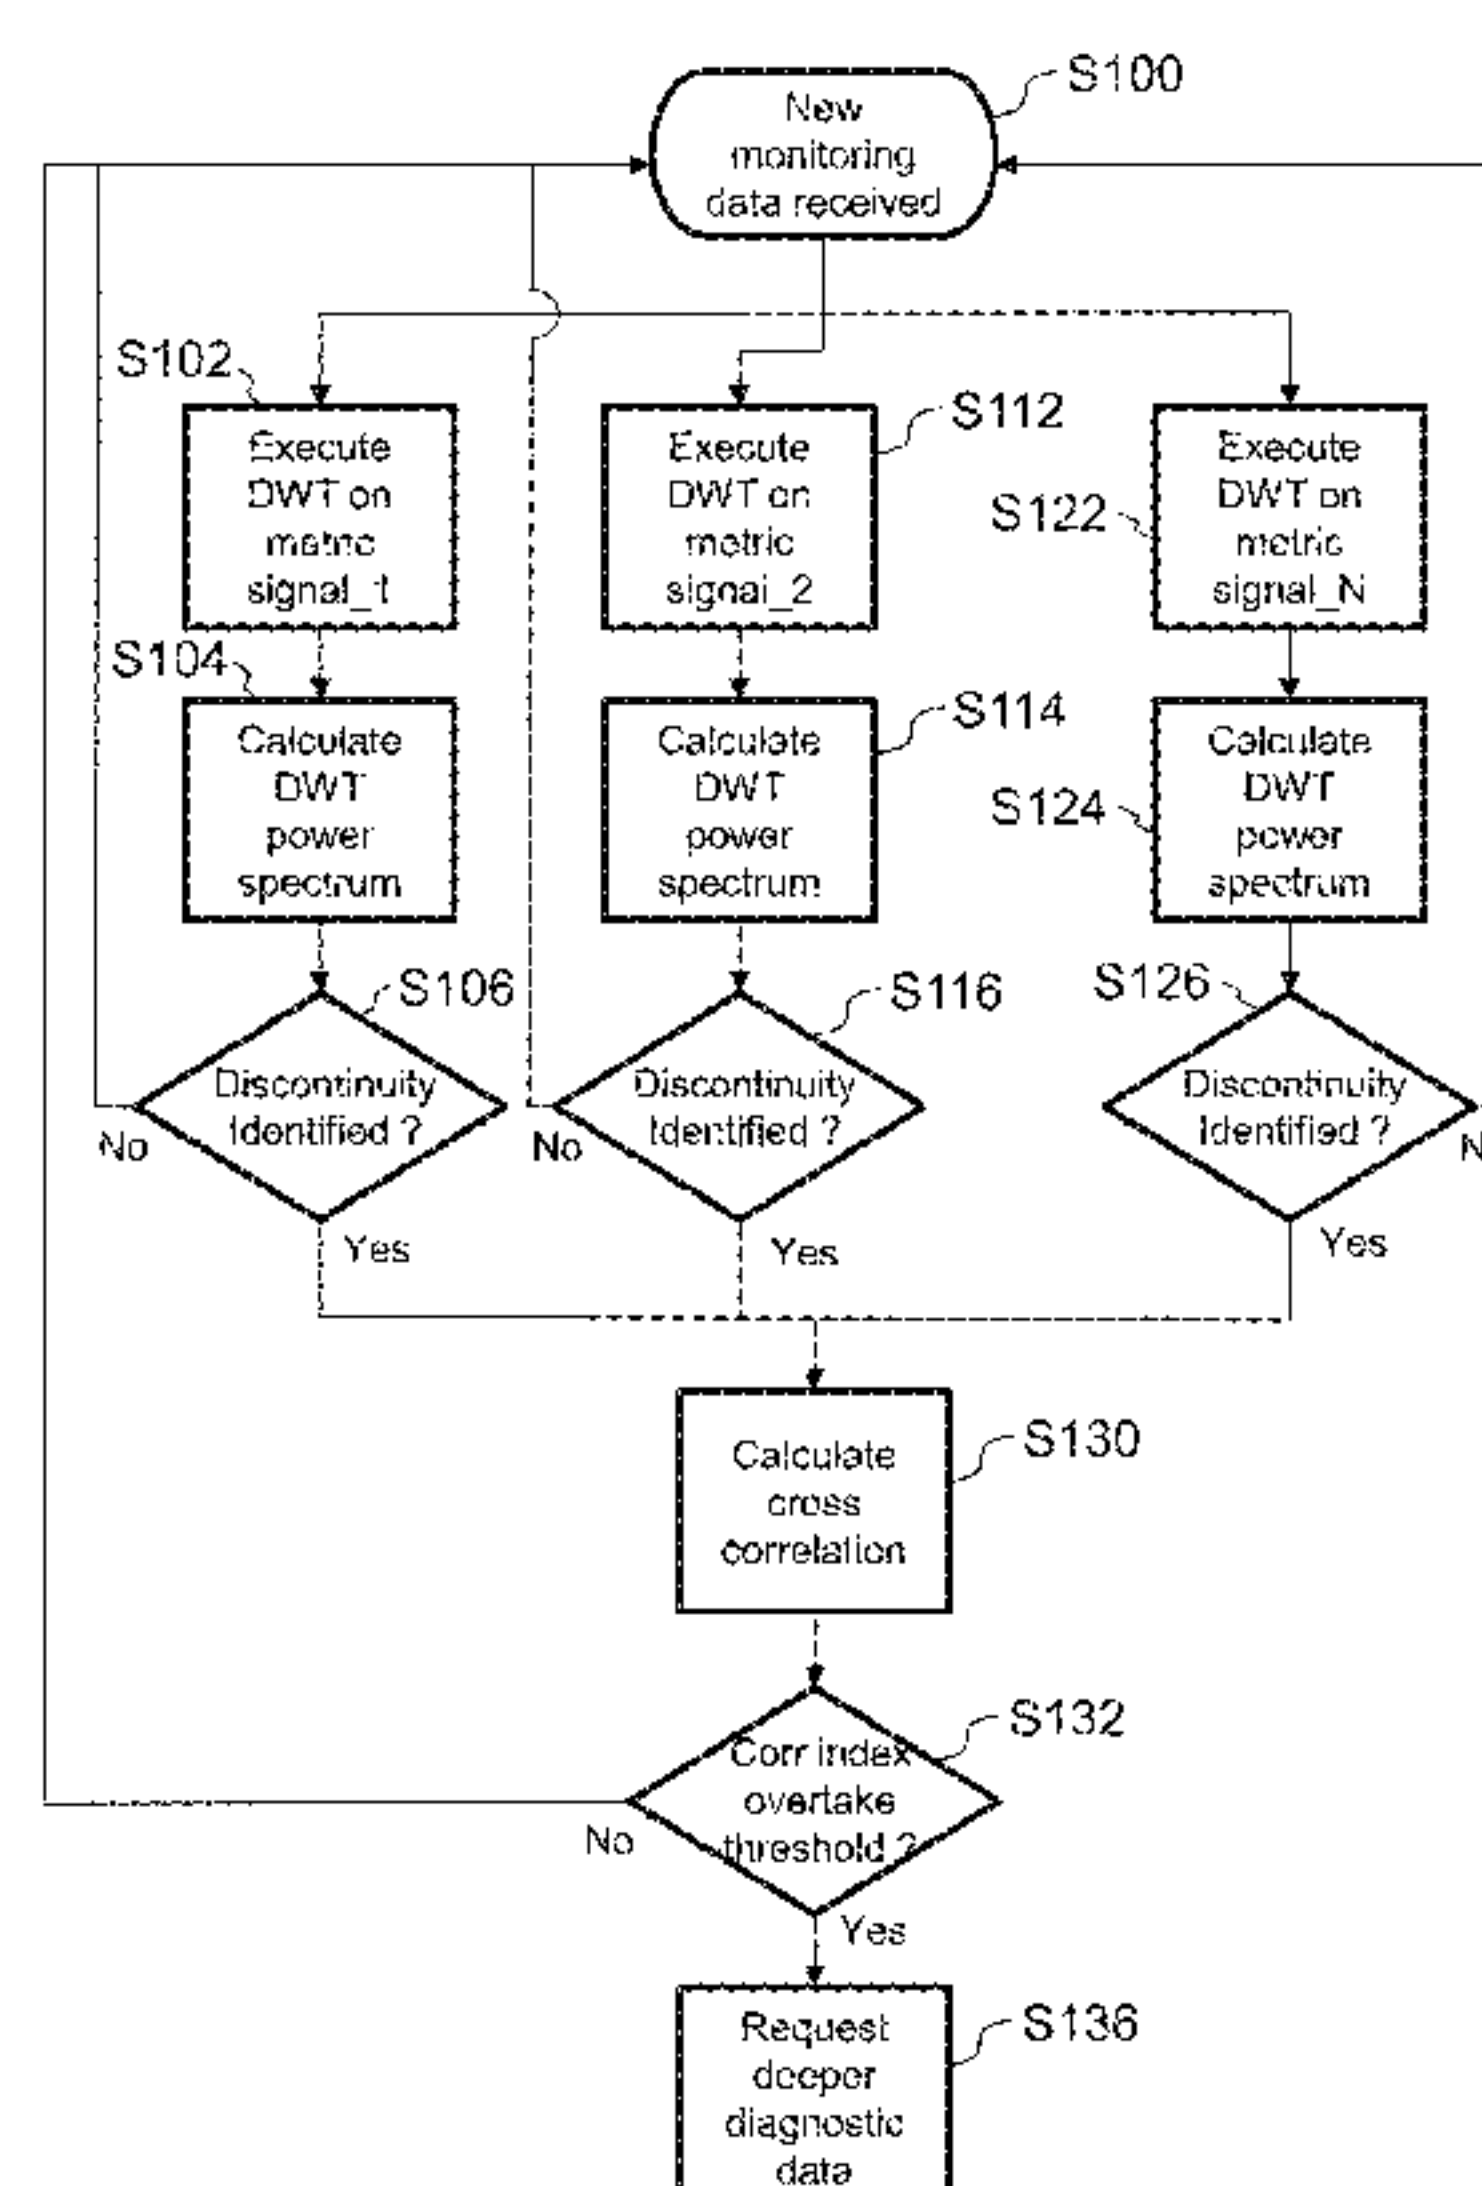 S100
New
monitoring
data received
S102
Execute
DWT on
metric
signal_1
S112
Execute
DWT on
metric
signal_2
S122
Execute
DWT on
metric
signal_N
S104
Calculate
DWT
power
spectrum
S114
Calculate
DWT
power
spectrum
S124
Calculate
DWT
power
spectrum
S106
Discontinuity
Identified ?
No
Yes
S116
Discontinuity
Identified ?
No
Yes
S126
Discontinuity
Identified ?
Yes
S130
Calculate
cross
correlation
S132
Corr index
overtake
threshold ?
No
Yes
S136
Request
deeper
diagnostic
data